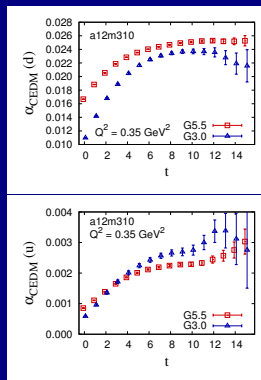 0.028
0.026
0.024
0.022
0.020
0.018
0.016
0.014
0.012
0.010
α_CEDM (d)
a12m310
Q² = 0.35 GeV²
G5.5
G3.0
0 2 4 6 8 10 12 14 16
t
0.004
0.003
0.002
0.001
0.000
α_CEDM (u)
a12m310
Q² = 0.35 GeV²
G5.5
G3.0
0 2 4 6 8 10 12 14 16
t